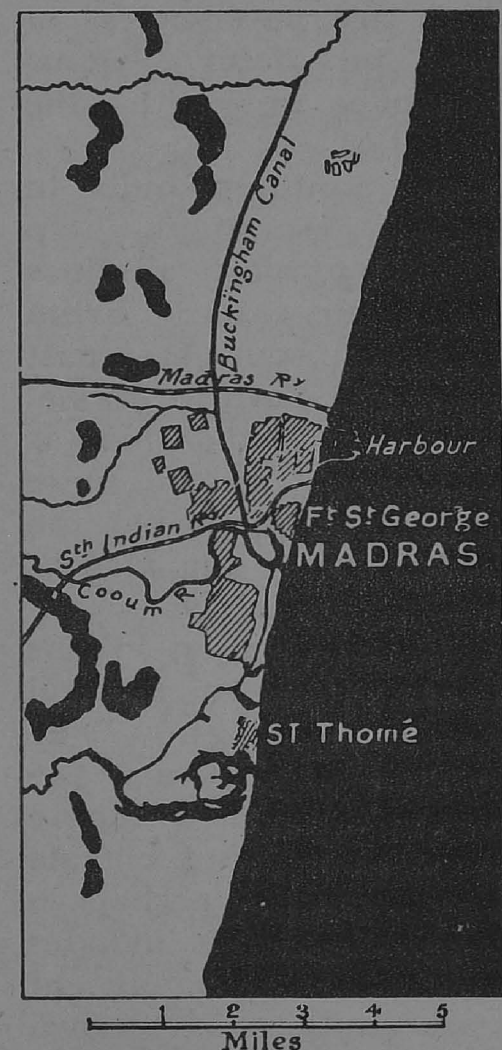 Buckingham Canal
Madras Ry
Harbour
Ft. St. George
Sth Indian Ry.
MADRAS
Cooum R.
ST Thomé
1 2 3 4 5
Miles